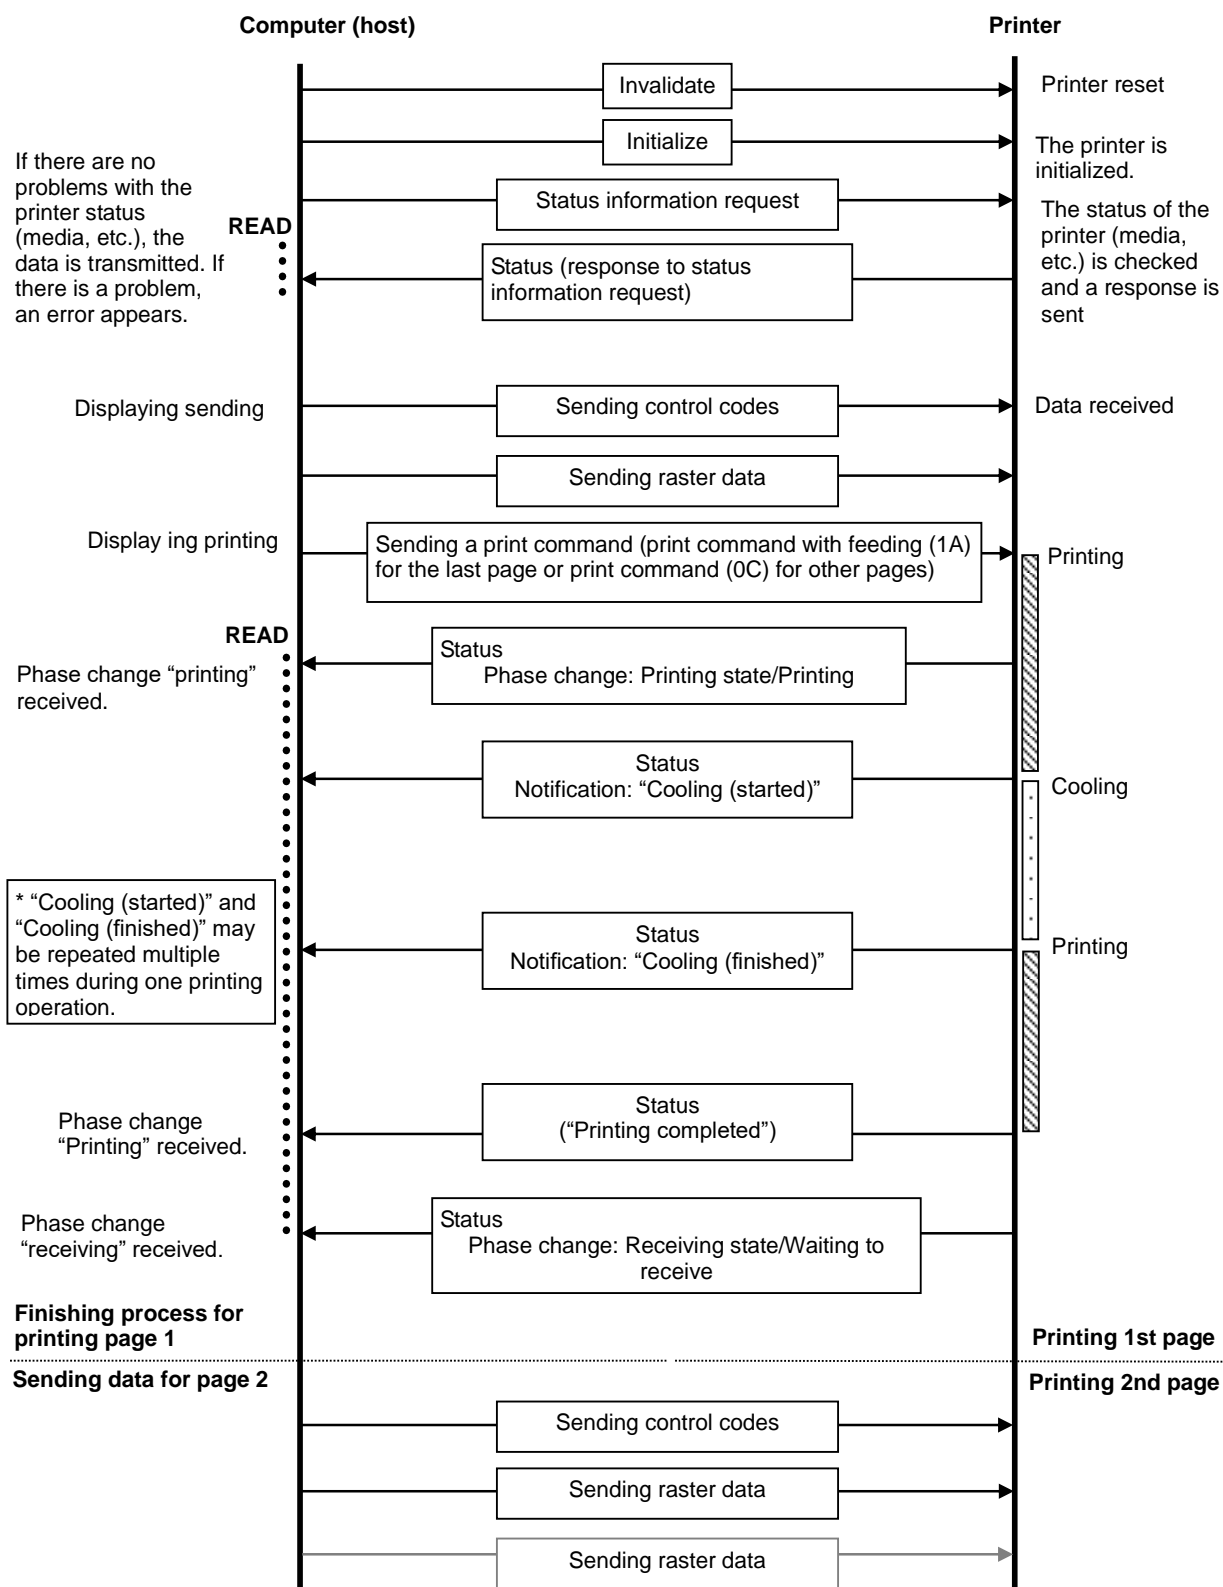 Computer (host)
Printer
Invalidate
Printer reset
Initialize
The printer is
initialized.
If there are no
problems with the
printer status
(media, etc.), the
data is transmitted. If
there is a problem,
an error appears.
READ
Status information request
The status of the
printer (media,
etc.) is checked
and a response is
sent
Status (response to status
information request)
Displaying sending
Sending control codes
Data received
Sending raster data
Display ing printing
Sending a print command (print command with feeding (1A)
for the last page or print command (0C) for other pages)
Printing
READ
Status
Phase change: Printing state/Printing
Phase change “printing”
received.
Status
Notification: “Cooling (started)”
Cooling
* “Cooling (started)” and
“Cooling (finished)” may
be repeated multiple
times during one printing
operation.
Status
Notification: “Cooling (finished)”
Printing
Phase change
“Printing” received.
Status
(“Printing completed”)
Phase change
“receiving” received.
Status
Phase change: Receiving state/Waiting to
receive
Finishing process for
printing page 1
Printing 1st page
Sending data for page 2
Printing 2nd page
Sending control codes
Sending raster data
Sending raster data